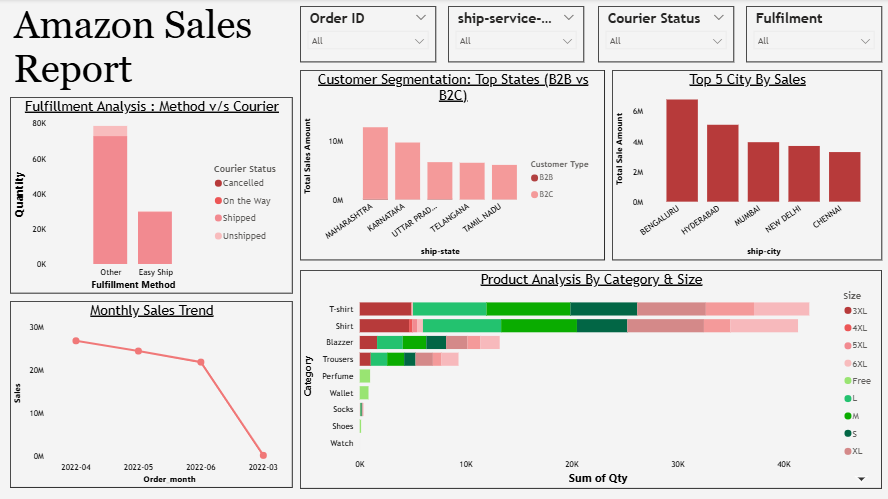 Amazon Sales
Report
Order ID
All
ship-service-...
All
Courier Status
All
Fulfilment
All
Fulfillment Analysis : Method v/s Courier
Quantity
80K
60K
40K
20K
0K
Other
Easy Ship
Fulfillment Method
Courier Status
Cancelled
On the Way
Shipped
Unshipped
Customer Segmentation: Top States (B2B vs
B2C)
Total Sales Amount
10M
0M
MAHARASHTRA
KARNATAKA
UTTAR PRAD...
TELANGANA
TAMIL NADU
ship-state
Customer Type
B2B
B2C
Top 5 City By Sales
Total Sale Amount
6M
4M
2M
0M
BENGALURU
HYDERABAD
MUMBAI
NEW DELHI
CHENNAI
ship-city
Monthly Sales Trend
Sales
30M
20M
10M
0M
2022-04
2022-05
2022-06
2022-03
Order month
Product Analysis By Category & Size
Category
T-shirt
Shirt
Blazzer
Trousers
Perfume
Wallet
Socks
Shoes
Watch
0K
10K
20K
30K
40K
Sum of Qty
Size
3XL
4XL
5XL
6XL
Free
L
M
S
XL